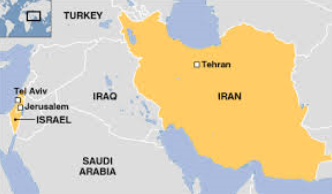 TURKEY
Tehran
Tel Aviv
Jerusalem
ISRAEL
IRAQ
IRAN
SAUDI
ARABIA